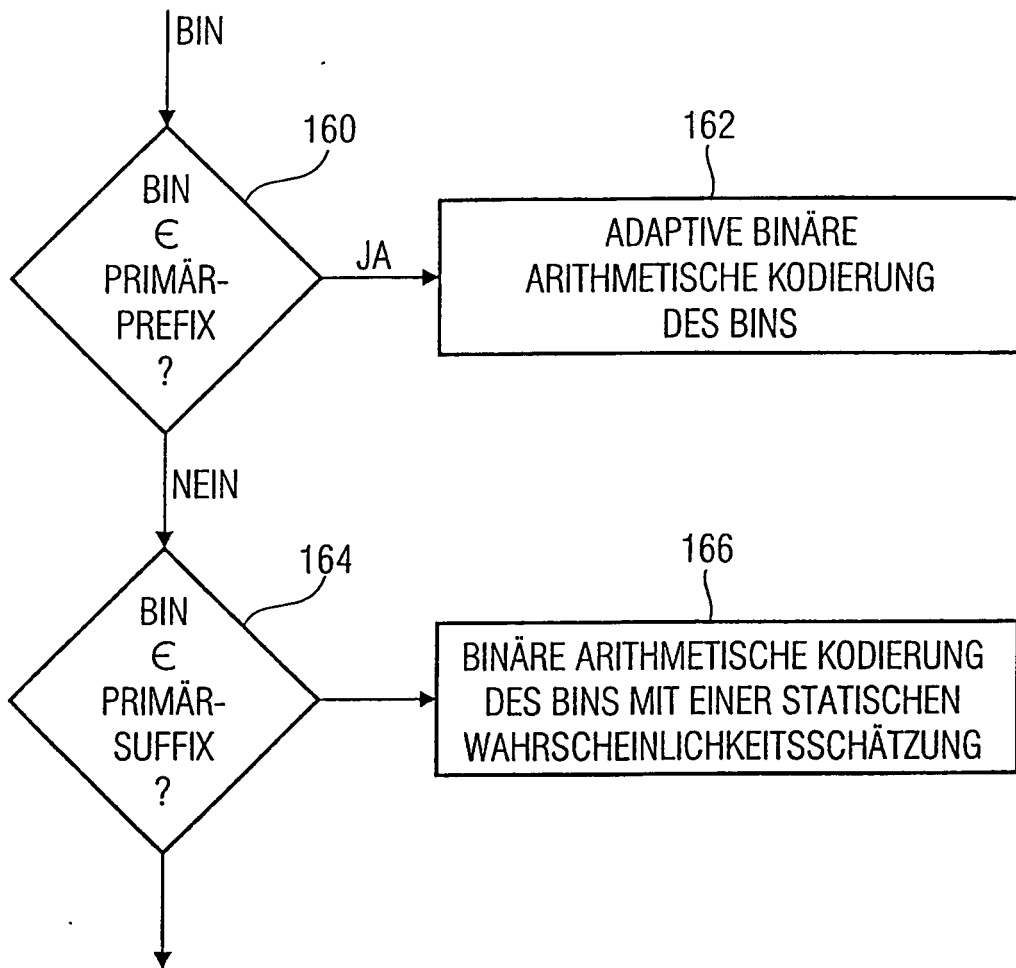 BIN
160
BIN
∈
PRIMÄR-
PREFIX
?
JA
162
ADAPTIVE BINÄRE
ARITHMETISCHE KODIERUNG
DES BINS
NEIN
164
BIN
∈
PRIMÄR-
SUFFIX
?
166
BINÄRE ARITHMETISCHE KODIERUNG
DES BINS MIT EINER STATISCHEN
WAHRSCHEINLICHKEITSSCHÄTZUNG